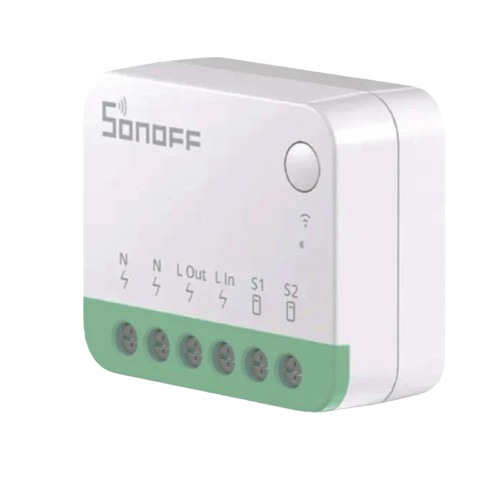 SONOFF
N N L Out L In S1 S2